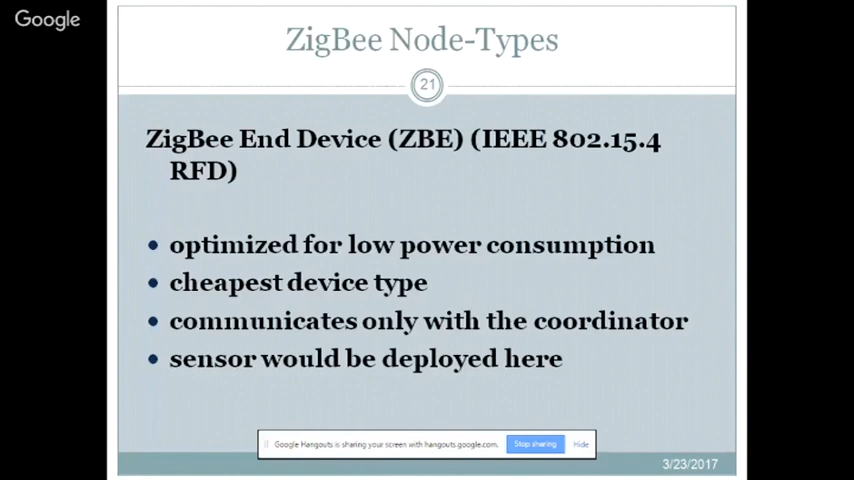 Google
ZigBee Node-Types
21
ZigBee End Device (ZBE) (IEEE 802.15.4
RFD)
• optimized for low power consumption
• cheapest device type
• communicates only with the coordinator
• sensor would be deployed here
Google Hangouts is sharing your screen with hangouts.google.com. Stop sharing Hide
3/23/2017